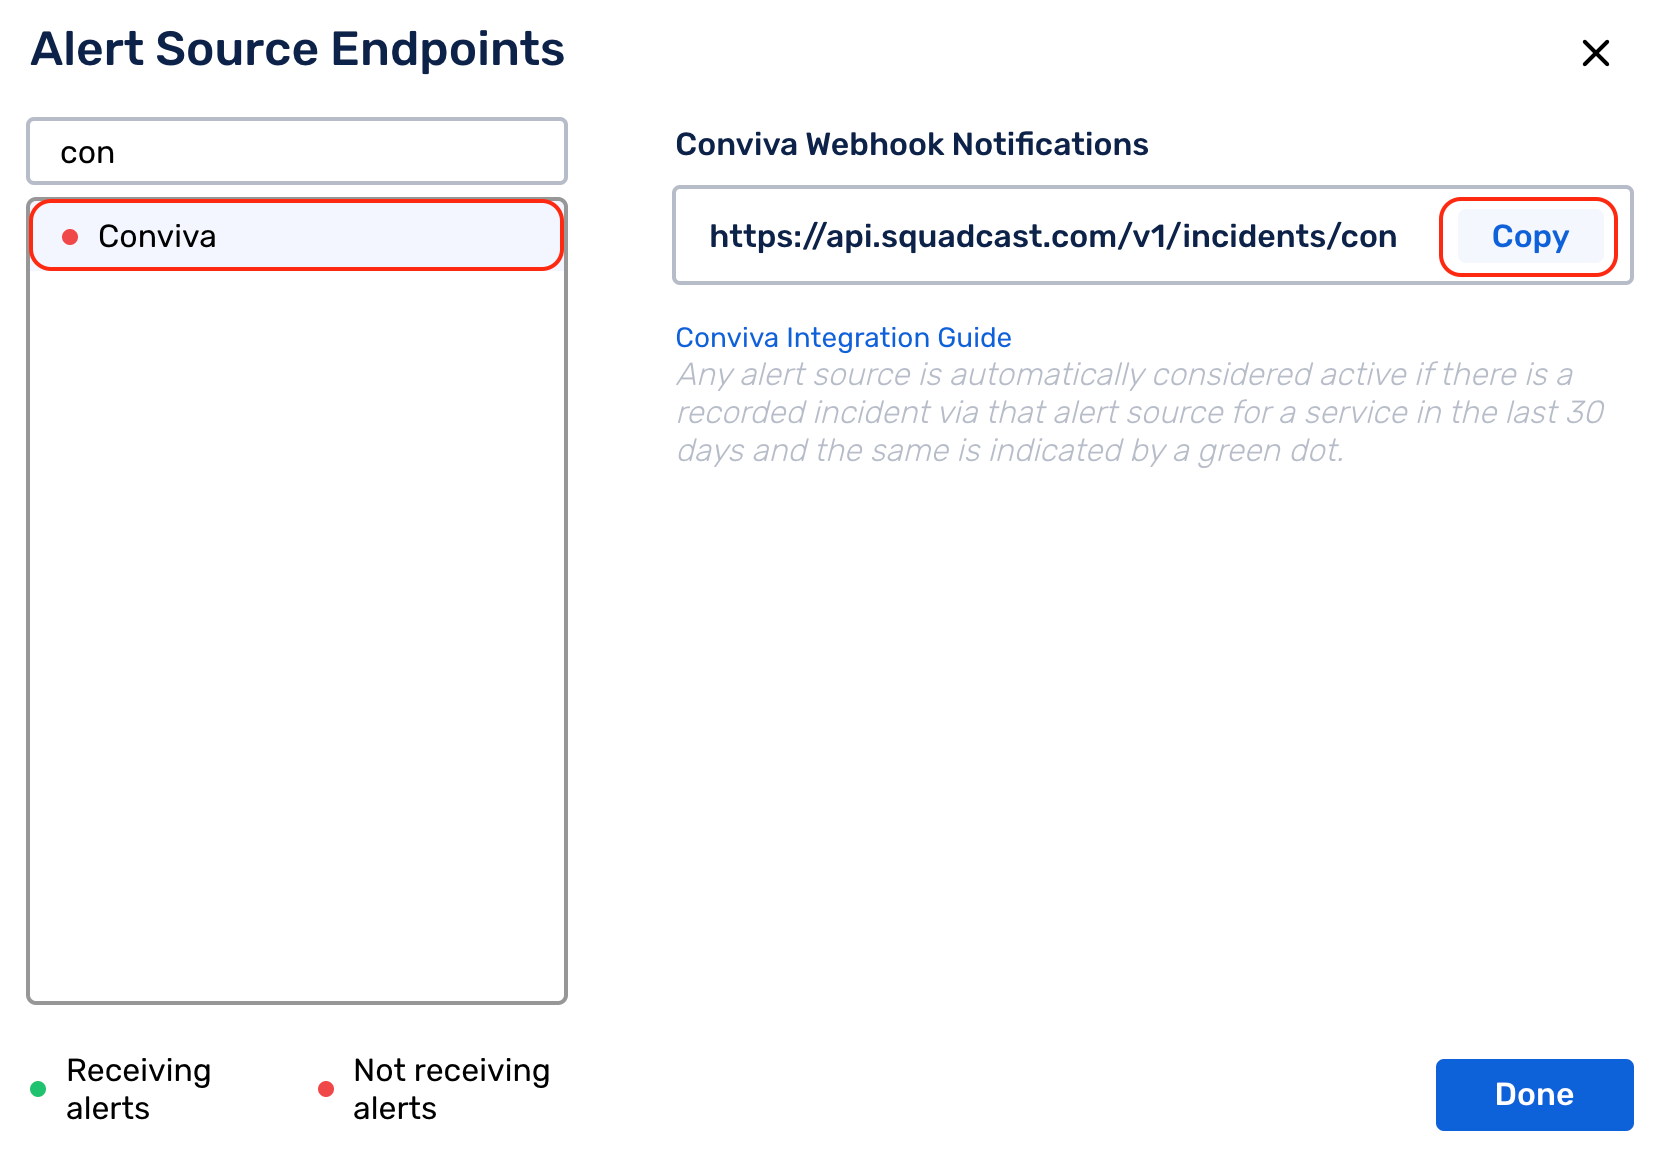 Alert Source Endpoints
con
Conviva
Conviva Webhook Notifications
https://api.squadcast.com/v1/incidents/con
Copy
Conviva Integration Guide
Any alert source is automatically considered active if there is a
recorded incident via that alert source for a service in the last 30
days and the same is indicated by a green dot.
Receiving
alerts
Not receiving
alerts
Done